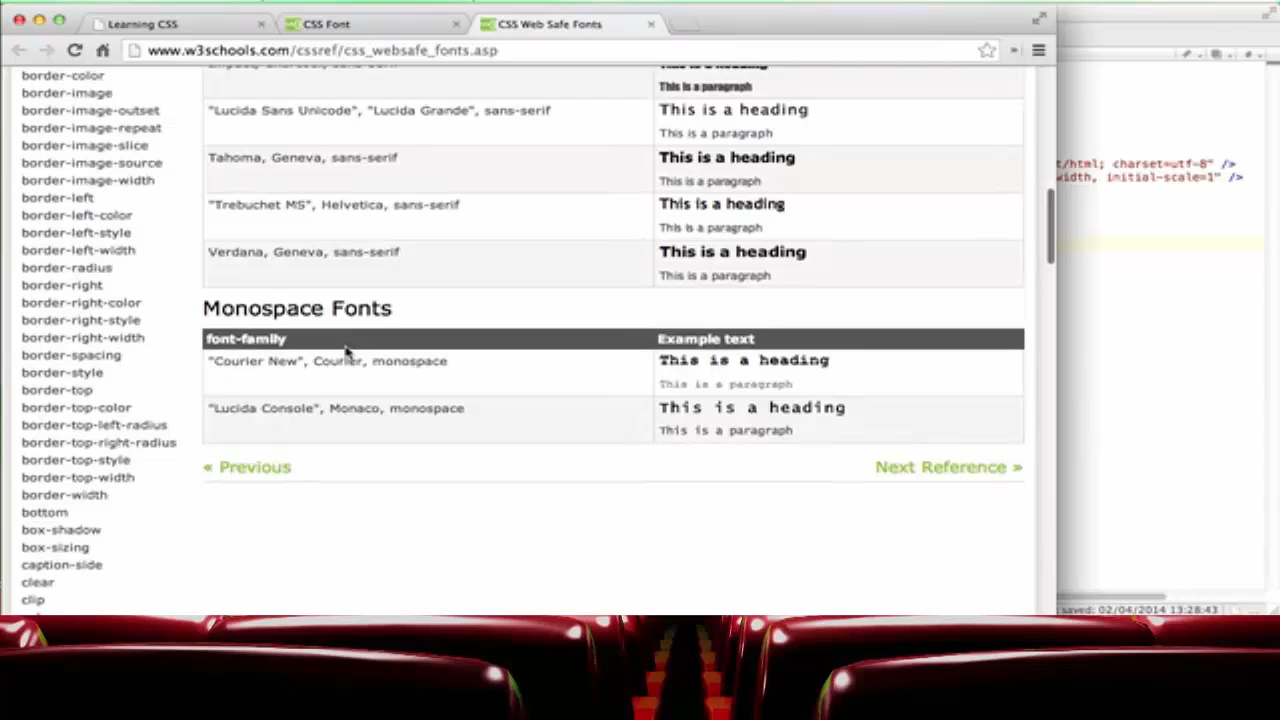 Learning CSS
CSS Font
CSS Web Safe Fonts
www.w3schools.com/cssref/css_websafe_fonts.asp
border-color
border-image
border-image-outset
border-image-repeat
border-image-slice
border-image-source
border-image-width
border-left
border-left-color
border-left-style
border-left-width
border-radius
border-right
border-right-color
border-right-style
border-right-width
border-spacing
border-style
border-top
border-top-color
border-top-left-radius
border-top-right-radius
border-top-style
border-top-width
border-width
bottom
box-shadow
box-sizing
caption-side
clear
clip
This is a paragraph
"Lucida Sans Unicode", "Lucida Grande", sans-serif
This is a heading
This is a paragraph
Tahoma, Geneva, sans-serif
This is a heading
This is a paragraph
"Trebuchet MS", Helvetica, sans-serif
This is a heading
This is a paragraph
Verdana, Geneva, sans-serif
This is a heading
This is a paragraph
Monospace Fonts
font-family
Example text
"Courier New", Courier, monospace
This is a heading
This is a paragraph
"Lucida Console", Monaco, monospace
This is a heading
This is a paragraph
« Previous
Next Reference »
t/html; charset=utf-8" />
width, initial-scale=1" />
saved: 02/04/2014 13:28:43